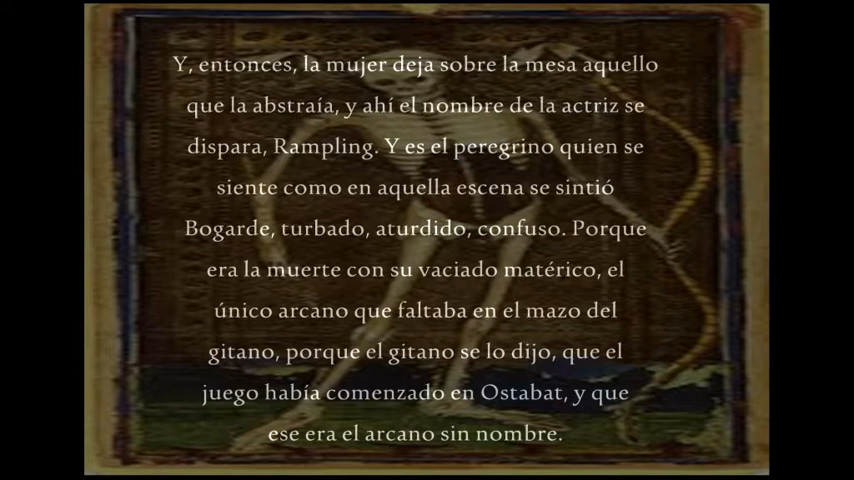 Y, entonces, la mujer deja sobre la mesa aquello
que la abstraía, y ahí el nombre de la actriz se
dispara, Rampling. Y es el peregrino quien se
siente como en aquella escena se sintió
Bogarde, turbado, aturdido, confuso. Porque
era la muerte con su vaciado matérico, el
único arcano que faltaba en el mazo del
gitano, porque el gitano se lo dijo, que el
juego había comenzado en Ostabat, y que
ese era el arcano sin nombre.